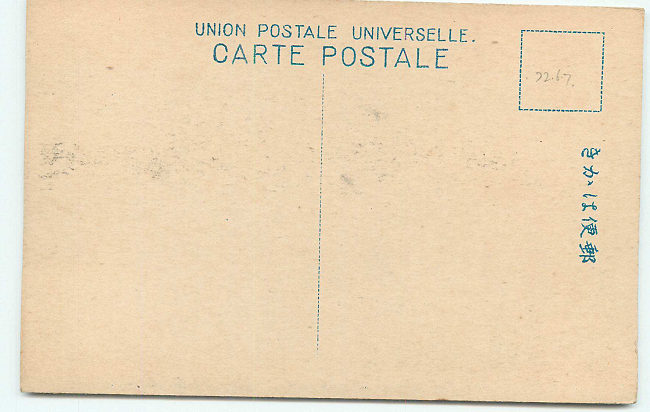 UNION POSTALE UNIVERSELLE.
CARTE POSTALE
きかは便郵